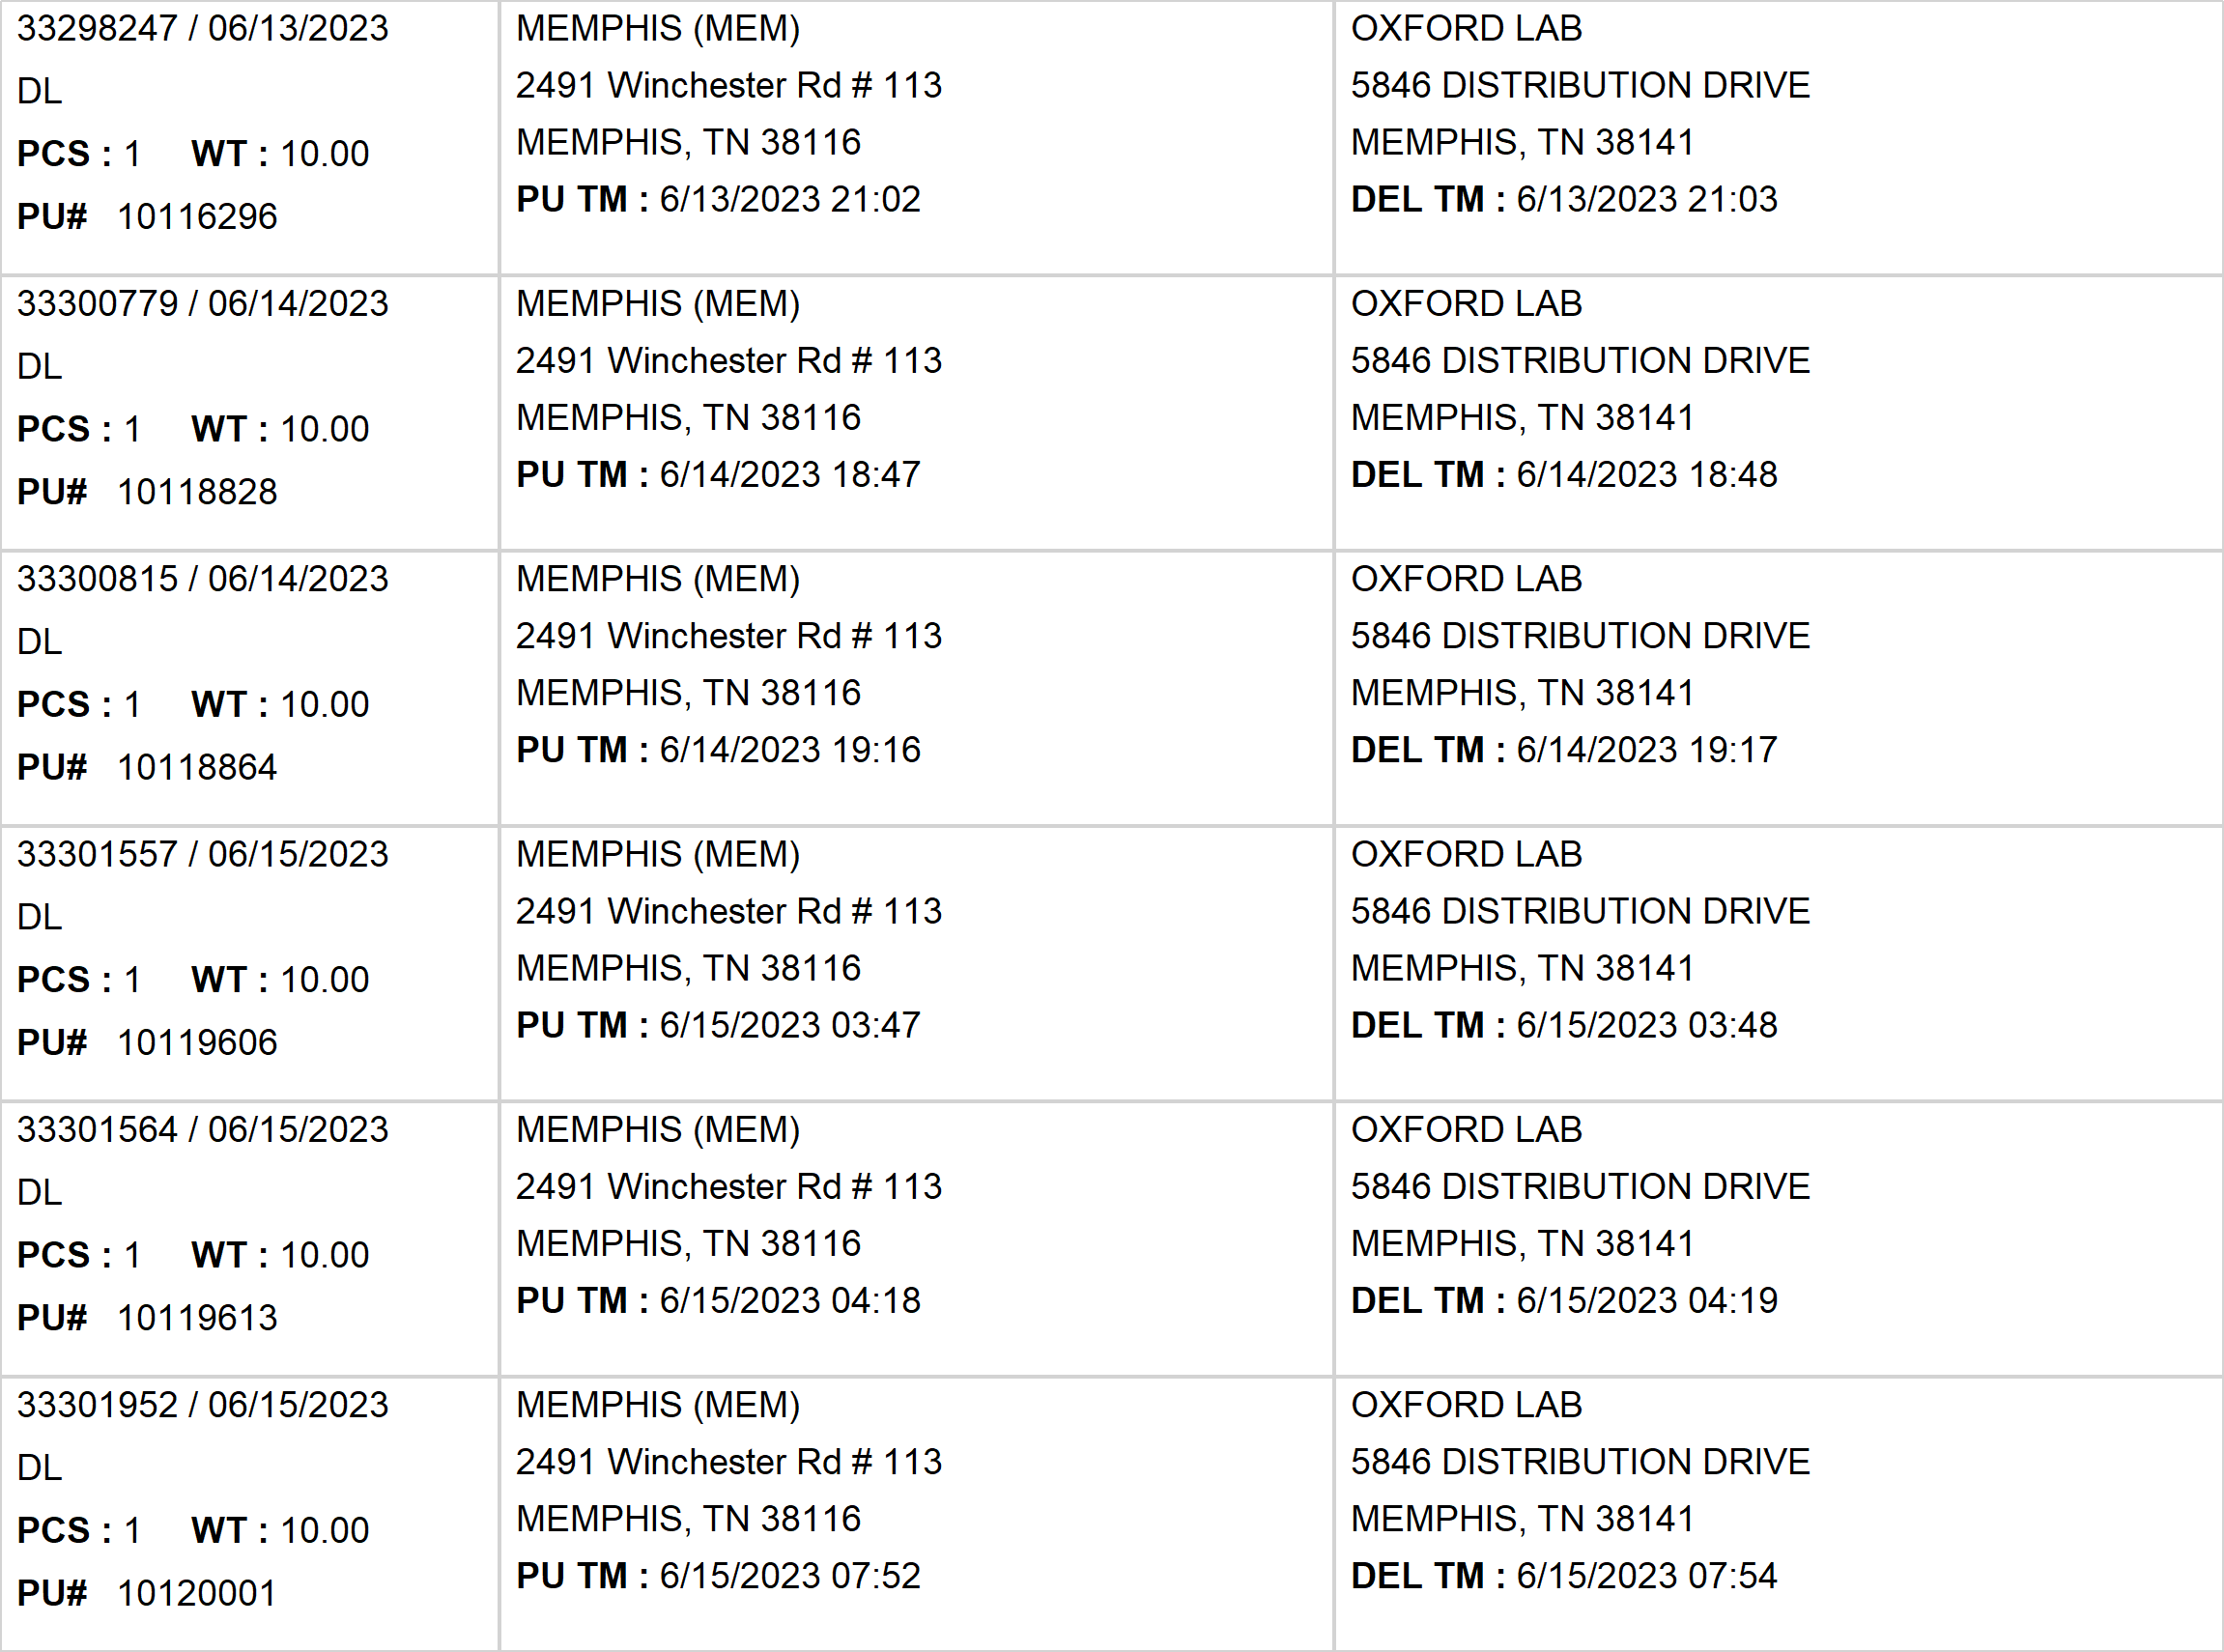 33298247 / 06/13/2023
DL
PCS : 1 WT : 10.00
PU# 10116296
MEMPHIS (MEM)
2491 Winchester Rd # 113
MEMPHIS, TN 38116
PU TM : 6/13/2023 21:02
OXFORD LAB
5846 DISTRIBUTION DRIVE
MEMPHIS, TN 38141
DEL TM : 6/13/2023 21:03
33300779 / 06/14/2023
DL
PCS : 1 WT : 10.00
PU# 10118828
MEMPHIS (MEM)
2491 Winchester Rd # 113
MEMPHIS, TN 38116
PU TM : 6/14/2023 18:47
OXFORD LAB
5846 DISTRIBUTION DRIVE
MEMPHIS, TN 38141
DEL TM : 6/14/2023 18:48
33300815 / 06/14/2023
DL
PCS : 1 WT : 10.00
PU# 10118864
MEMPHIS (MEM)
2491 Winchester Rd # 113
MEMPHIS, TN 38116
PU TM : 6/14/2023 19:16
OXFORD LAB
5846 DISTRIBUTION DRIVE
MEMPHIS, TN 38141
DEL TM : 6/14/2023 19:17
33301557 / 06/15/2023
DL
PCS : 1 WT : 10.00
PU# 10119606
MEMPHIS (MEM)
2491 Winchester Rd # 113
MEMPHIS, TN 38116
PU TM : 6/15/2023 03:47
OXFORD LAB
5846 DISTRIBUTION DRIVE
MEMPHIS, TN 38141
DEL TM : 6/15/2023 03:48
33301564 / 06/15/2023
DL
PCS : 1 WT : 10.00
PU# 10119613
MEMPHIS (MEM)
2491 Winchester Rd # 113
MEMPHIS, TN 38116
PU TM : 6/15/2023 04:18
OXFORD LAB
5846 DISTRIBUTION DRIVE
MEMPHIS, TN 38141
DEL TM : 6/15/2023 04:19
33301952 / 06/15/2023
DL
PCS : 1 WT : 10.00
PU# 10120001
MEMPHIS (MEM)
2491 Winchester Rd # 113
MEMPHIS, TN 38116
PU TM : 6/15/2023 07:52
OXFORD LAB
5846 DISTRIBUTION DRIVE
MEMPHIS, TN 38141
DEL TM : 6/15/2023 07:54